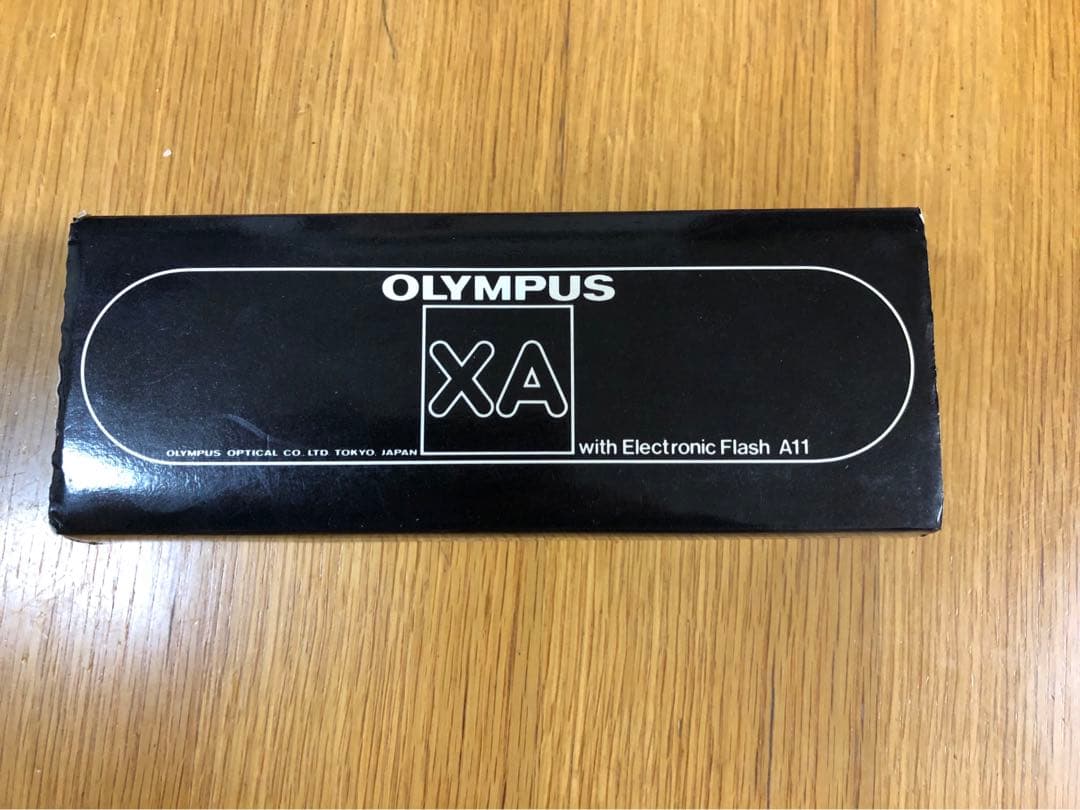 OLYMPUS
XA
OLYMPUS OPTICAL CO. LTD TOKYO, JAPAN
with Electronic Flash A11